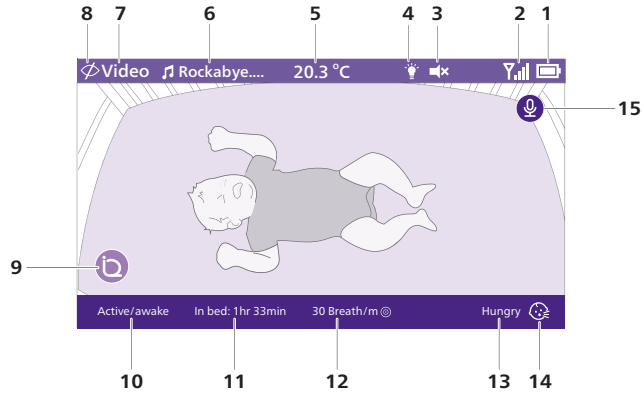 8 7 6 5 4 3 2 1
Video Rockabye.... 20.3 °C
15
9
Active/awake In bed: 1hr 33min 30 Breath/m Hungry
10 11 12 13 14